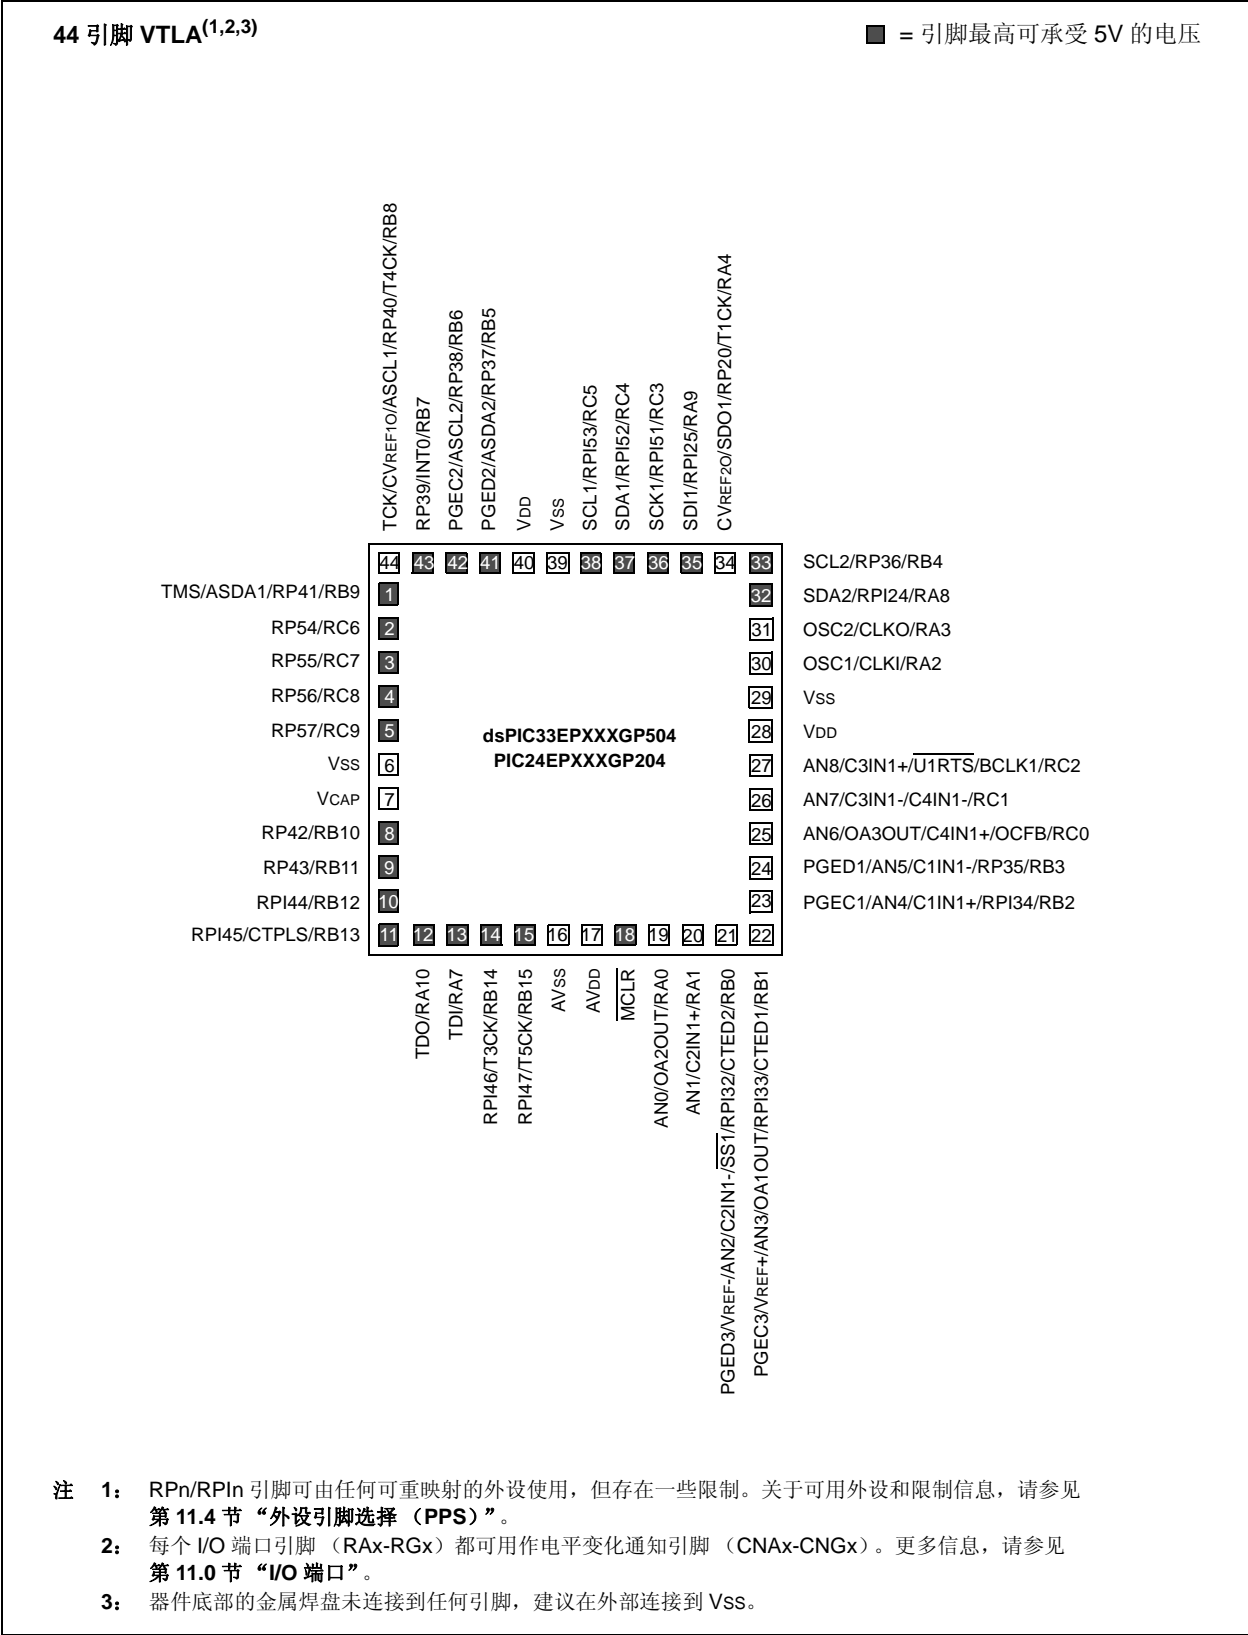 44 引脚 VTLA(1,2,3)
■ = 引脚最高可承受 5V 的电压
TCK/CVREF1O/ASCL1/RP40/T4CK/RB8
RP39/INT0/RB7
PGEC2/ASCL2/RP38/RB6
PGED2/ASDA2/RP37/RB5
VDD
VSS
SCL1/RPI53/RC5
SDA1/RPI52/RC4
SCK1/RPI51/RC3
SDI1/RPI25/RA9
CVREF2O/SDO1/RP20/T1CK/RA4
44 43 42 41 40 39 38 37 36 35 34 33
SCL2/RP36/RB4
TMS/ASDA1/RP41/RB9 1
32 SDA2/RPI24/RA8
RP54/RC6 2
31 OSC2/CLKO/RA3
RP55/RC7 3
30 OSC1/CLKI/RA2
RP56/RC8 4
29 VSS
RP57/RC9 5
dsPIC33EPXXXGP504
28 VDD
VSS 6
PIC24EPXXXGP204
27 AN8/C3IN1+/U1RTS/BCLK1/RC2
VCAP 7
26 AN7/C3IN1-/C4IN1-/RC1
RP42/RB10 8
25 AN6/OA3OUT/C4IN1+/OCFB/RC0
RP43/RB11 9
24 PGED1/AN5/C1IN1-/RP35/RB3
RPI44/RB12 10
23 PGEC1/AN4/C1IN1+/RPI34/RB2
RPI45/CTPLS/RB13 11 12 13 14 15 16 17 18 19 20 21 22
TDO/RA10
TDI/RA7
RPI46/T3CK/RB14
RPI47/T5CK/RB15
AVSS
AVDD
MCLR
AN0/OA2OUT/RA0
AN1/C2IN1+/RA1
PGED3/VREF-/AN2/C2IN1-/SS1/RPI32/CTED2/RB0
PGEC3/VREF+/AN3/OA1OUT/RPI33/CTED1/RB1
注 1： RPn/RPIn 引脚可由任何可重映射的外设使用，但存在一些限制。关于可用外设和限制信息，请参见
第 11.4 节“外设引脚选择 （PPS）”。
2： 每个 I/O 端口引脚 （RAx-RGx）都可用作电平变化通知引脚 （CNAx-CNGx）。更多信息，请参见
第 11.0 节 “I/O 端口”。
3： 器件底部的金属焊盘未连接到任何引脚，建议在外部连接到 VSS。